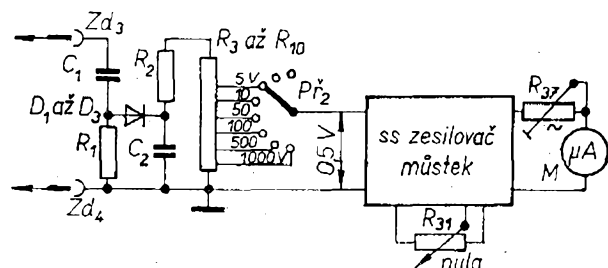 Zd3
C1
R2
R3 až R10
5 V
10
50
100
500
1000V
Př2
D1 až D3
R1
C2
Zd4
0,5 V
ss zesilovač
můstek
R37
~
μA
M
R31
nula